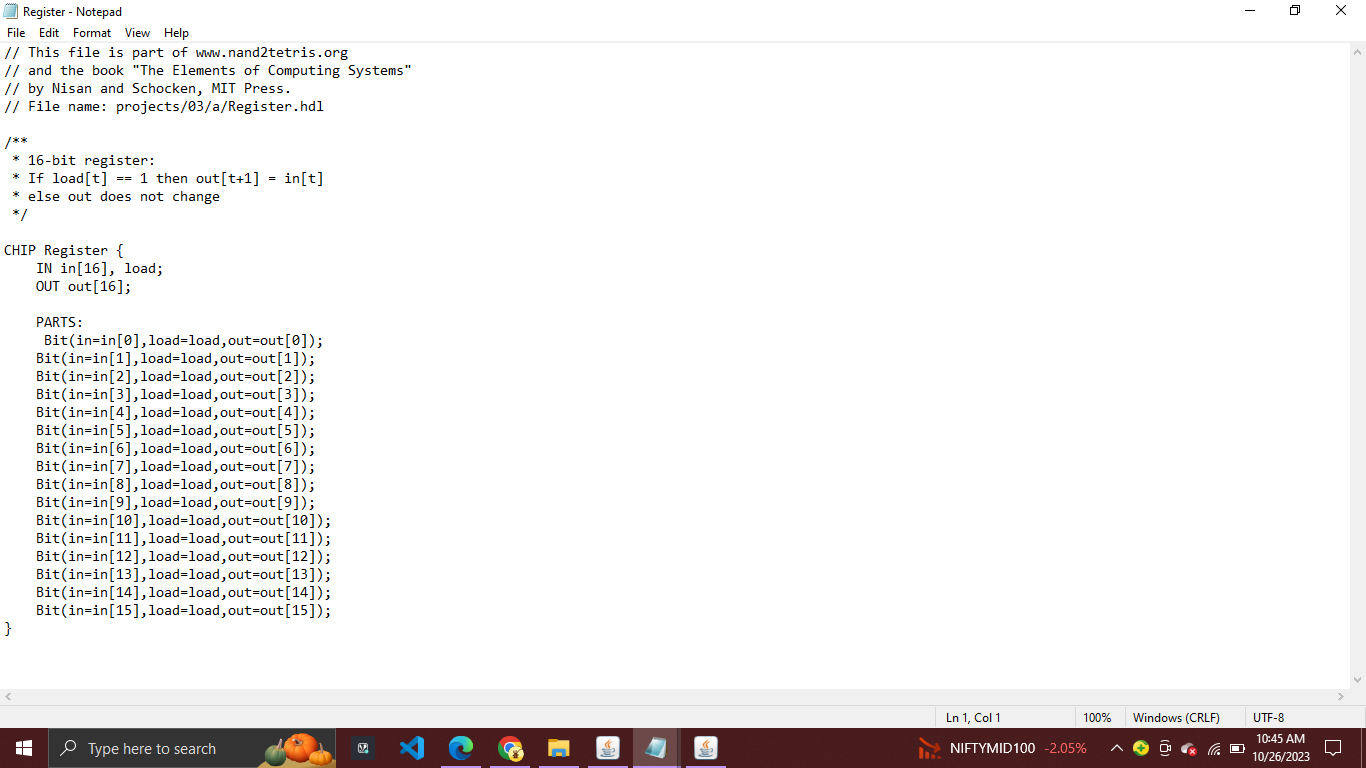 Register - Notepad
File Edit Format View Help
// This file is part of www.nand2tetris.org
// and the book "The Elements of Computing Systems"
// by Nisan and Schocken, MIT Press.
// File name: projects/03/a/Register.hdl

/**
 * 16-bit register:
 * If load[t] == 1 then out[t+1] = in[t]
 * else out does not change
 */

CHIP Register {
    IN in[16], load;
    OUT out[16];

    PARTS:
     Bit(in=in[0],load=load,out=out[0]);
    Bit(in=in[1],load=load,out=out[1]);
    Bit(in=in[2],load=load,out=out[2]);
    Bit(in=in[3],load=load,out=out[3]);
    Bit(in=in[4],load=load,out=out[4]);
    Bit(in=in[5],load=load,out=out[5]);
    Bit(in=in[6],load=load,out=out[6]);
    Bit(in=in[7],load=load,out=out[7]);
    Bit(in=in[8],load=load,out=out[8]);
    Bit(in=in[9],load=load,out=out[9]);
    Bit(in=in[10],load=load,out=out[10]);
    Bit(in=in[11],load=load,out=out[11]);
    Bit(in=in[12],load=load,out=out[12]);
    Bit(in=in[13],load=load,out=out[13]);
    Bit(in=in[14],load=load,out=out[14]);
    Bit(in=in[15],load=load,out=out[15]);
}
Ln 1, Col 1 100% Windows (CRLF) UTF-8
Type here to search NIFTYMID100 -2.05% 10:45 AM
10/26/2023